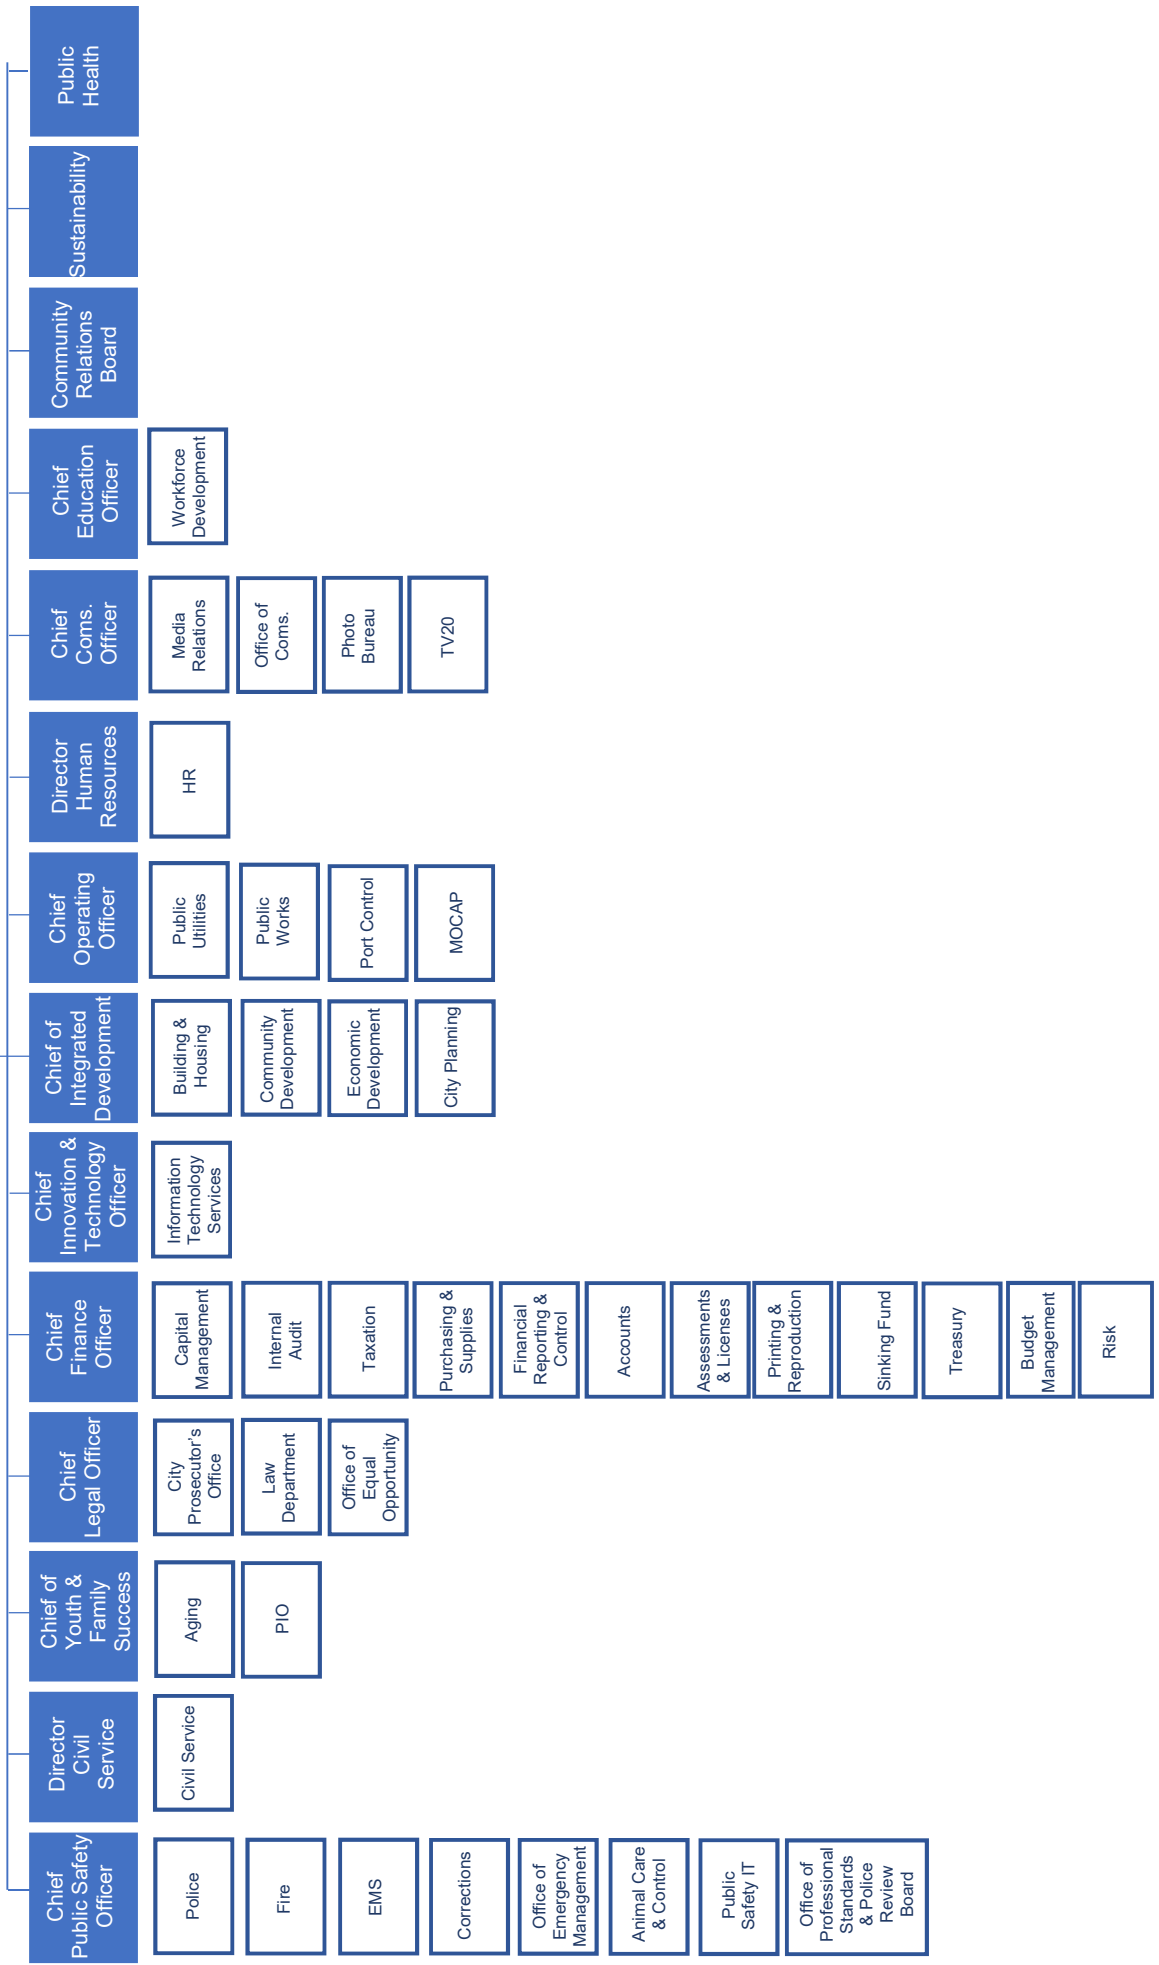 Chief
Public Safety
Officer
Police
Fire
EMS
Corrections
Office of
Emergency
Management
Animal Care
& Control
Public
Safety IT
Office of
Professional
Standards
& Police
Review
Board
Director
Civil
Service
Civil Service
Chief of
Youth &
Family
Success
Aging
PIO
Chief
Legal Officer
City
Prosecutor’s
Office
Law
Department
Office of
Equal
Opportunity
Chief
Finance
Officer
Capital
Management
Internal
Audit
Taxation
Purchasing &
Supplies
Financial
Reporting &
Control
Accounts
Assessments
& Licenses
Printing &
Reproduction
Sinking Fund
Treasury
Budget
Management
Risk
Chief
Innovation &
Technology
Officer
Information
Technology
Services
Chief of
Integrated
Development
Building &
Housing
Community
Development
Economic
Development
City Planning
Chief
Operating
Officer
Public
Utilities
Public
Works
Port Control
MOCAP
Director
Human
Resources
HR
Chief
Coms.
Officer
Media
Relations
Office of
Coms.
Photo
Bureau
TV20
Chief
Education
Officer
Workforce
Development
Community
Relations
Board
Sustainability
Public
Health